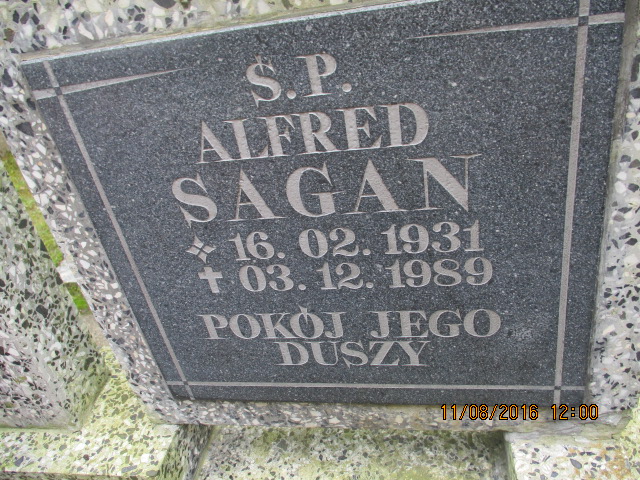 Ś.P.
ALFRED
SAGAN
16. 02. 1931
03. 12. 1989
POKÓJ JEGO
DUSZY
11/08/2016 12:00